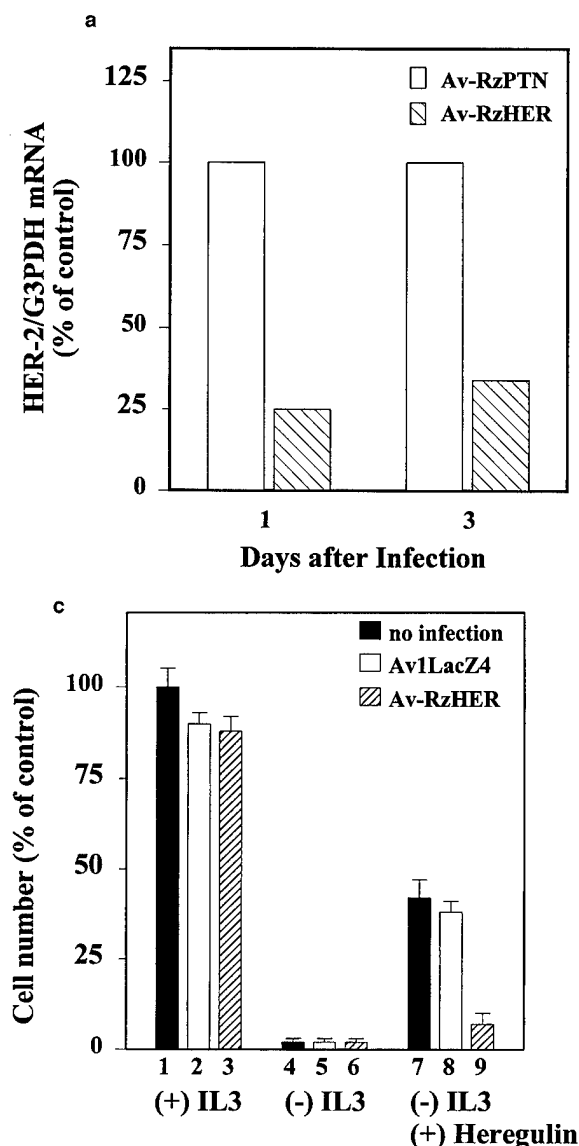 a
125
100
75
50
25
0
HER-2/G3PDH mRNA
(% of control)
Av-RzPTN
Av-RzHER
1 3
Days after Infection
c
no infection
Av1LacZ4
Av-RzHER
100
75
50
25
0
Cell number (% of control)
1 2 3 4 5 6 7 8 9
(+) IL3 (-) IL3 (-) IL3
(+) Heregulin